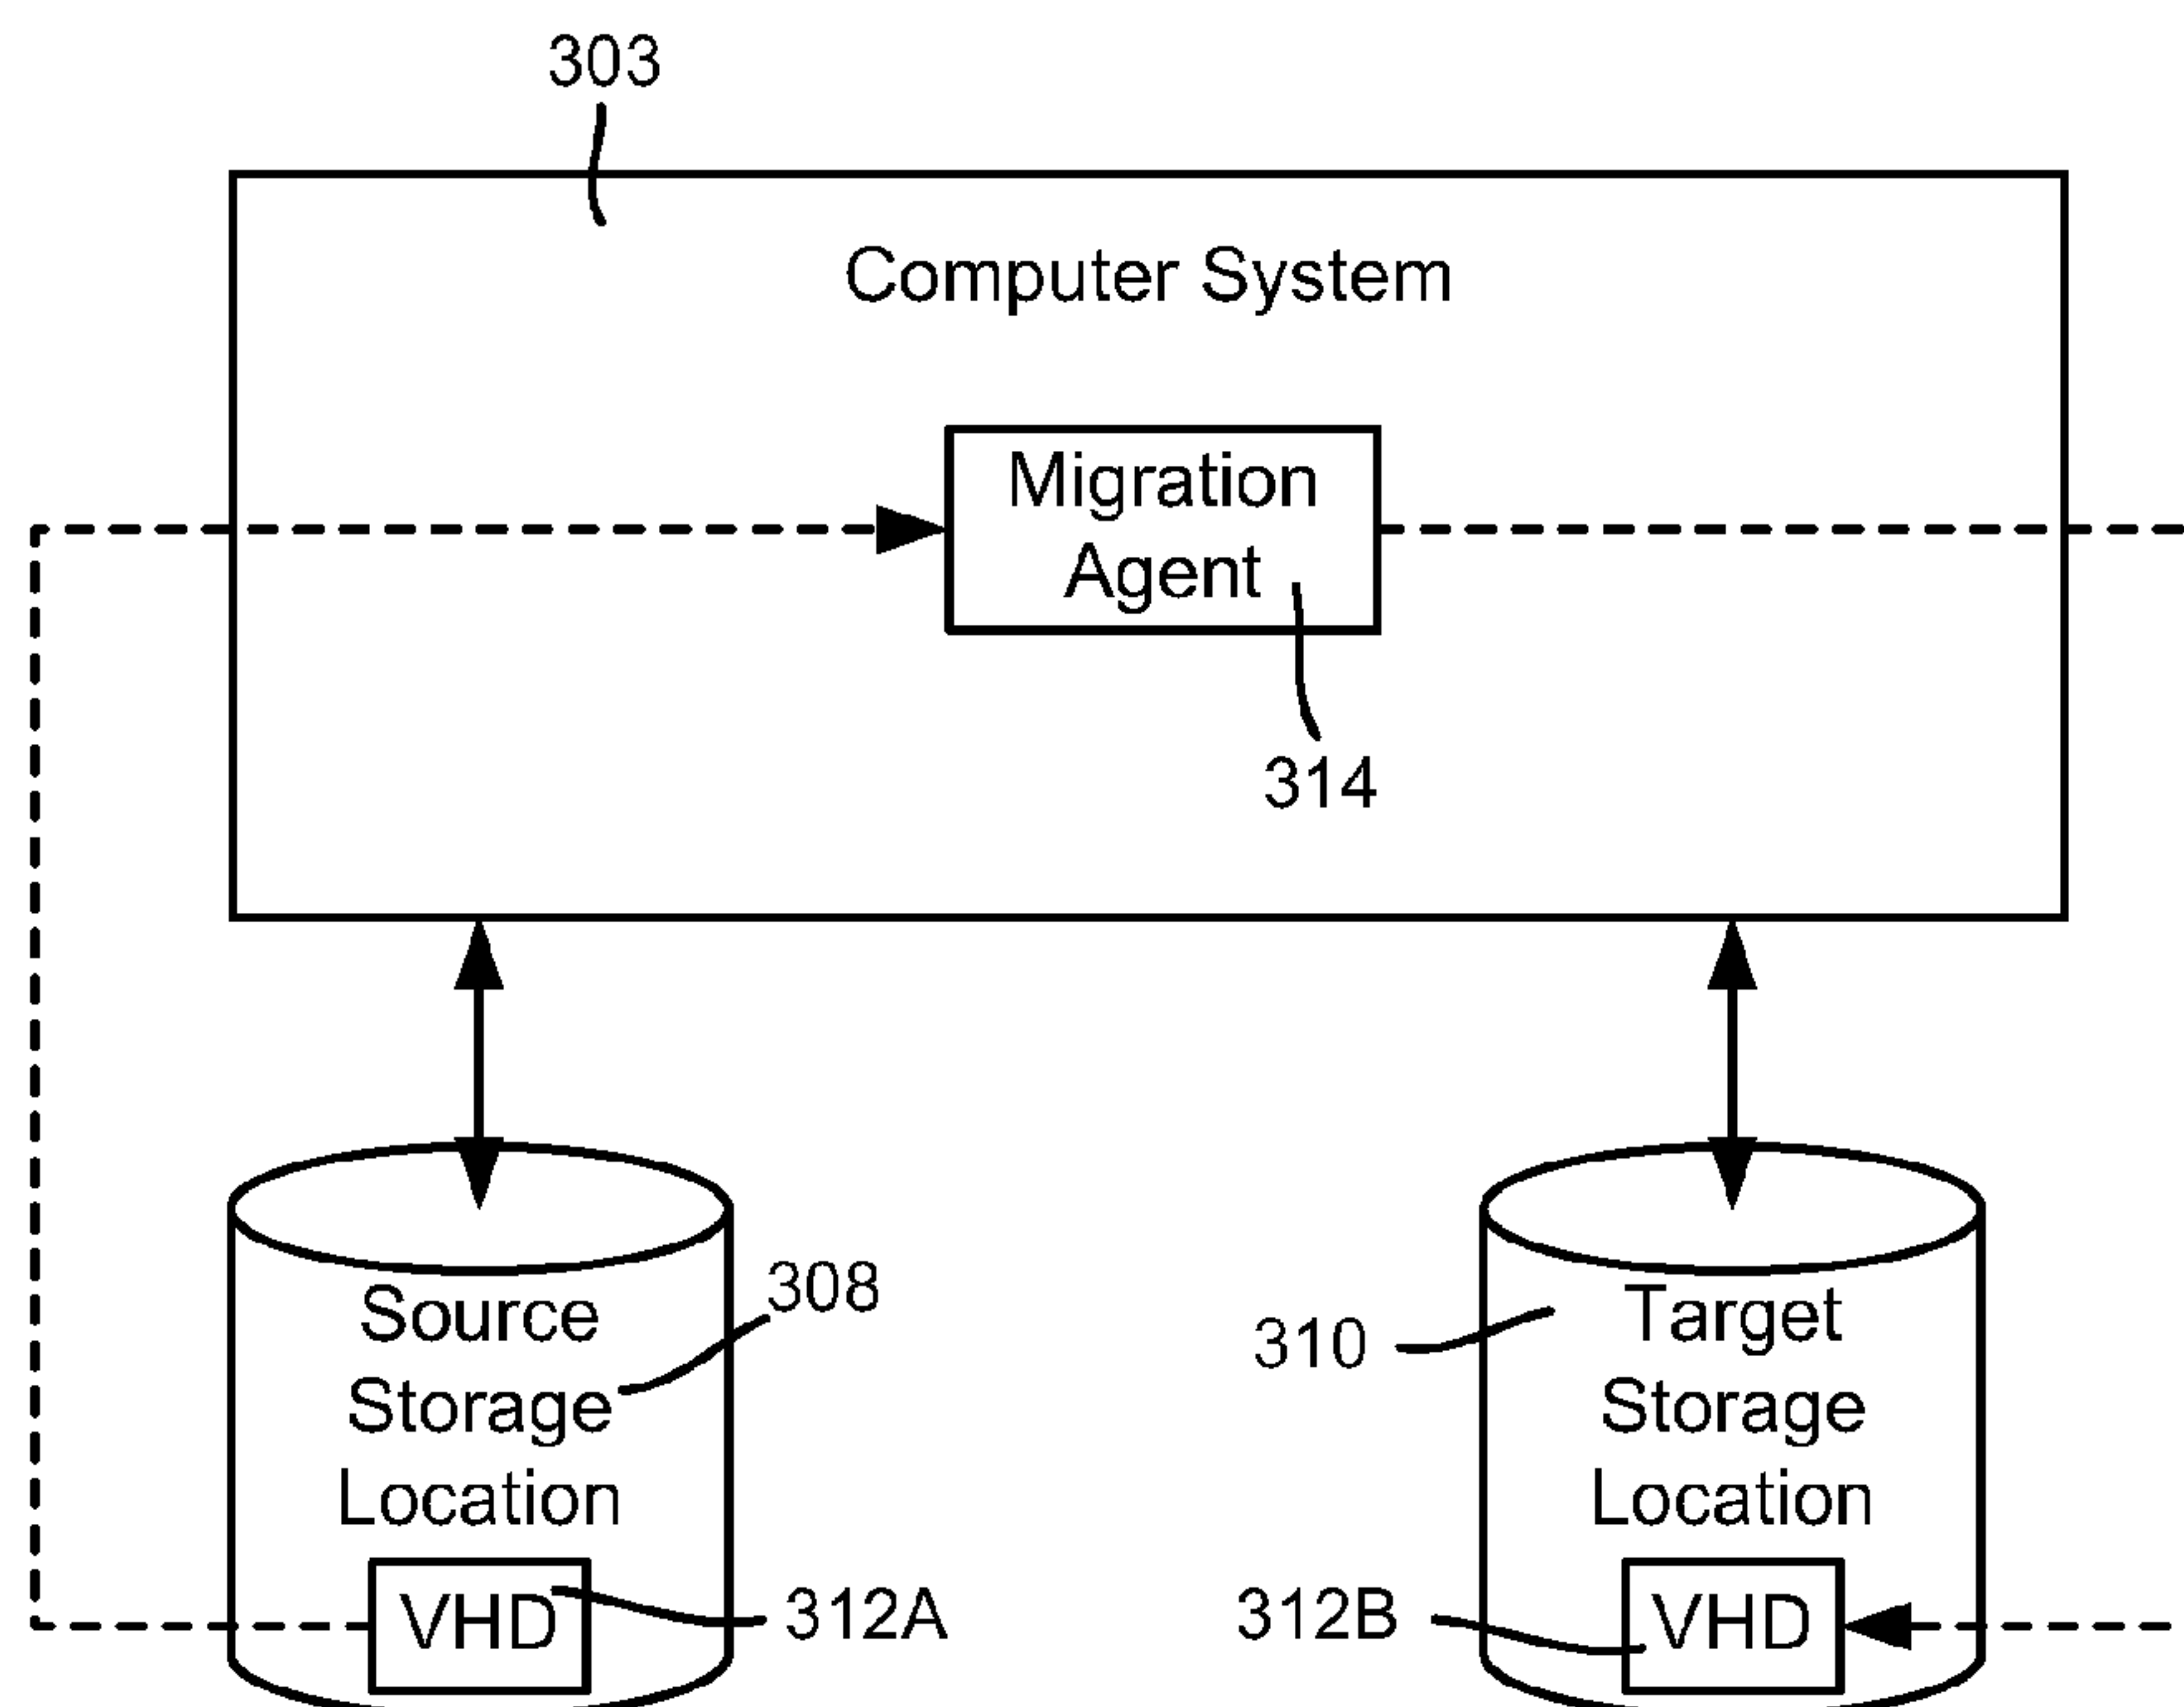 303
Computer System
Migration
Agent
314
Source
Storage
Location
308
VHD
312A
310
Target
Storage
Location
312B
VHD